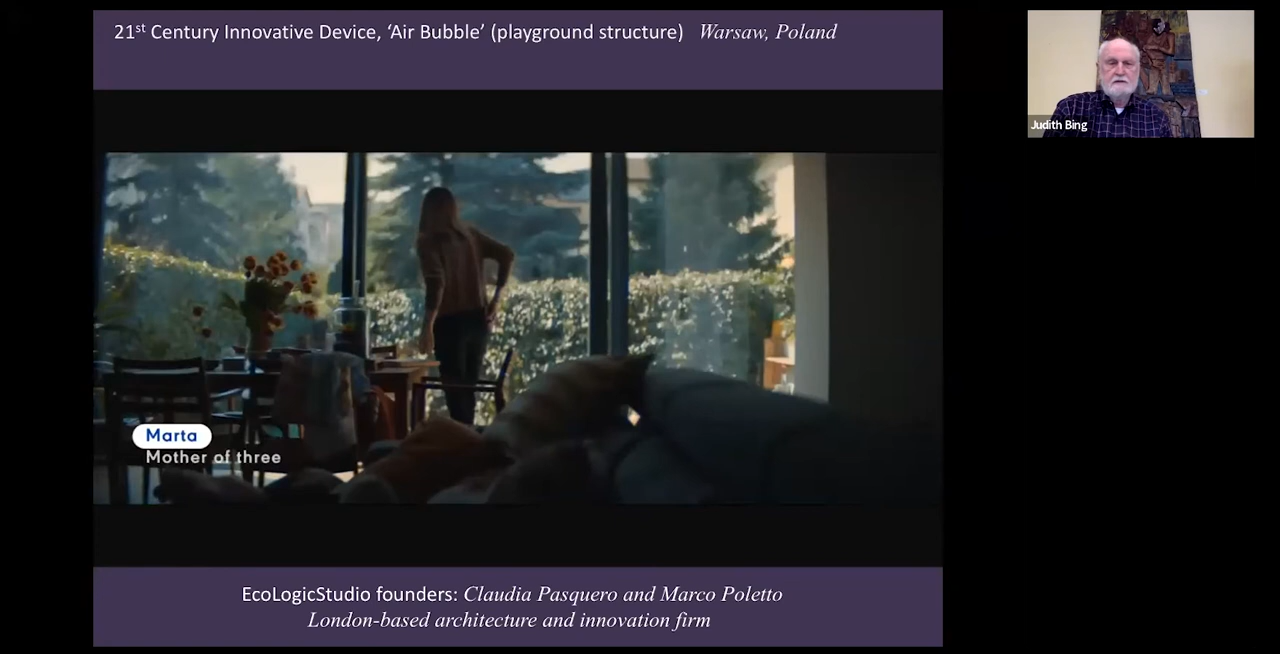 21st Century Innovative Device, ‘Air Bubble’ (playground structure) Warsaw, Poland
Judith Bing
Marta
Mother of three
EcoLogicStudio founders: Claudia Pasquero and Marco Poletto
London-based architecture and innovation firm